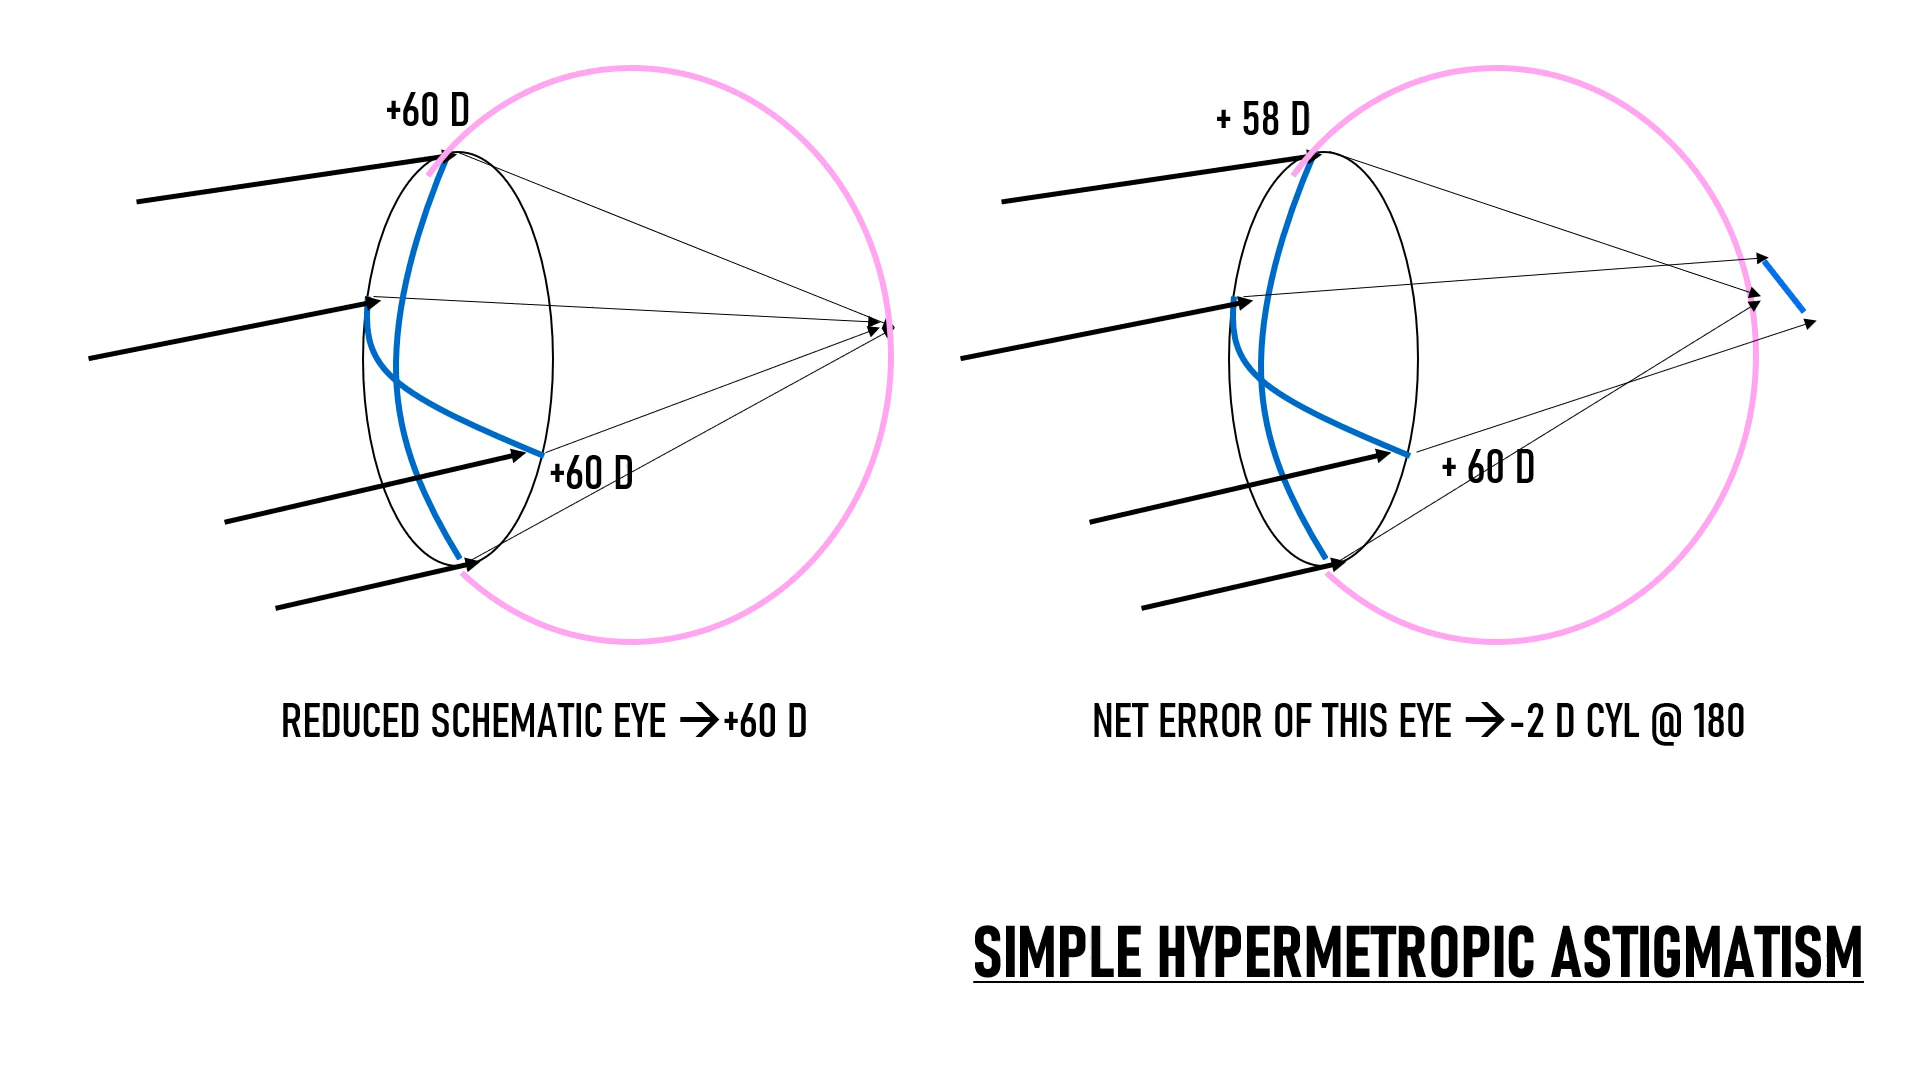 +60 D
+ 58 D
+60 D
+ 60 D
REDUCED SCHEMATIC EYE →+60 D
NET ERROR OF THIS EYE →-2 D CYL @ 180
SIMPLE HYPERMETROPIC ASTIGMATISM